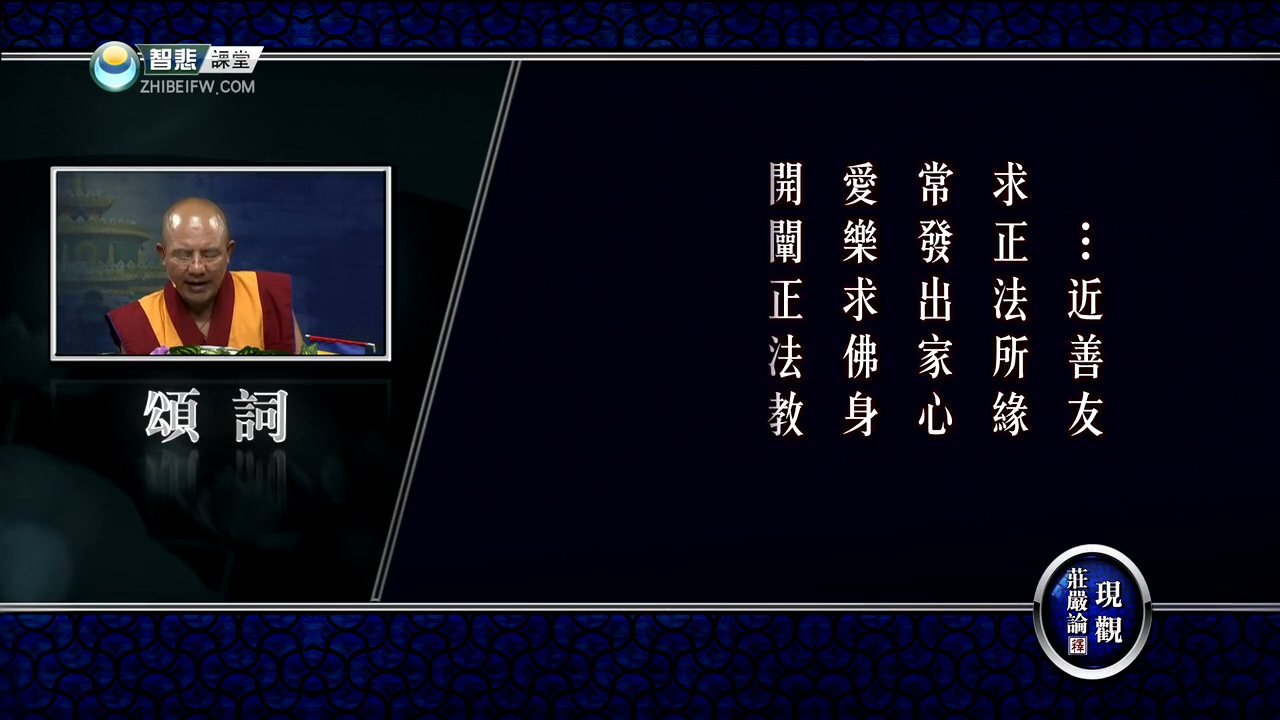 智悲課堂
ZHIBEIFW.COM
⋮近善友
求正法所緣
常發出家心
愛樂求佛身
開闡正法教
頌詞
現觀
莊嚴論釋